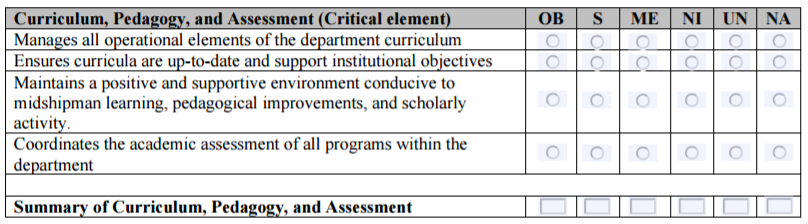 Curriculum, Pedagogy, and Assessment (Critical element) OB S ME NI UN NA
Manages all operational elements of the department curriculum
Ensures curricula are up-to-date and support institutional objectives
Maintains a positive and supportive environment conducive to
midshipman learning, pedagogical improvements, and scholarly
activity.
Coordinates the academic assessment of all programs within the
department
Summary of Curriculum, Pedagogy, and Assessment